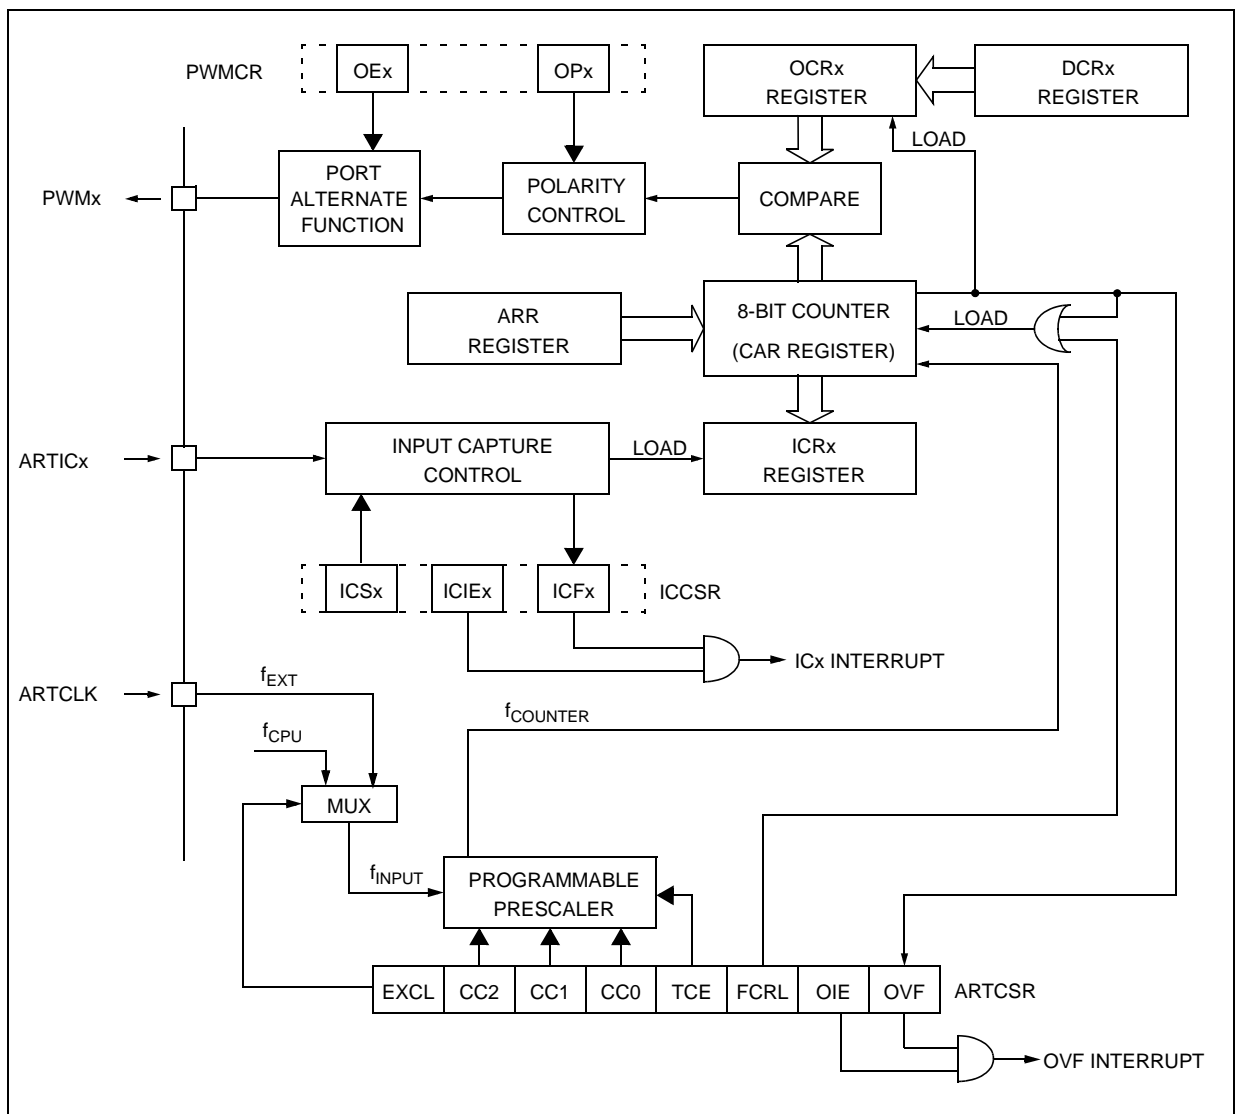 PWMCR
OEx
OPx
OCRx
REGISTER
DCRx
REGISTER
LOAD
PWMx
PORT
ALTERNATE
FUNCTION
POLARITY
CONTROL
COMPARE
ARR
REGISTER
8-BIT COUNTER
(CAR REGISTER)
LOAD
ARTICx
INPUT CAPTURE
CONTROL
LOAD
ICRx
REGISTER
ICSx
ICIEx
ICFx
ICCSR
ICx INTERRUPT
ARTCLK
fEXT
fCPU
fCOUNTER
MUX
fINPUT
PROGRAMMABLE
PRESCALER
EXCL
CC2
CC1
CC0
TCE
FCRL
OIE
OVF
ARTCSR
OVF INTERRUPT